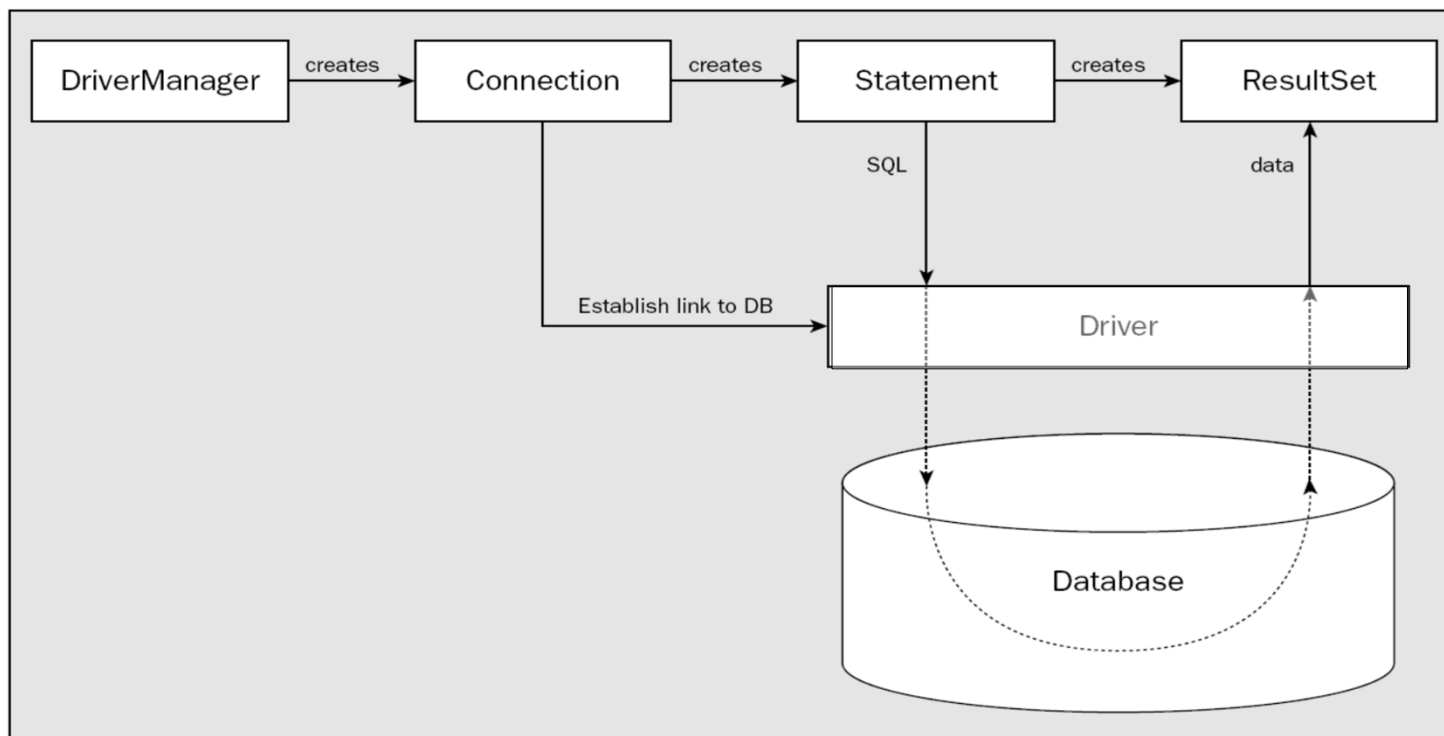 DriverManager
creates
Connection
creates
Statement
creates
ResultSet
SQL
data
Establish link to DB
Driver
Database